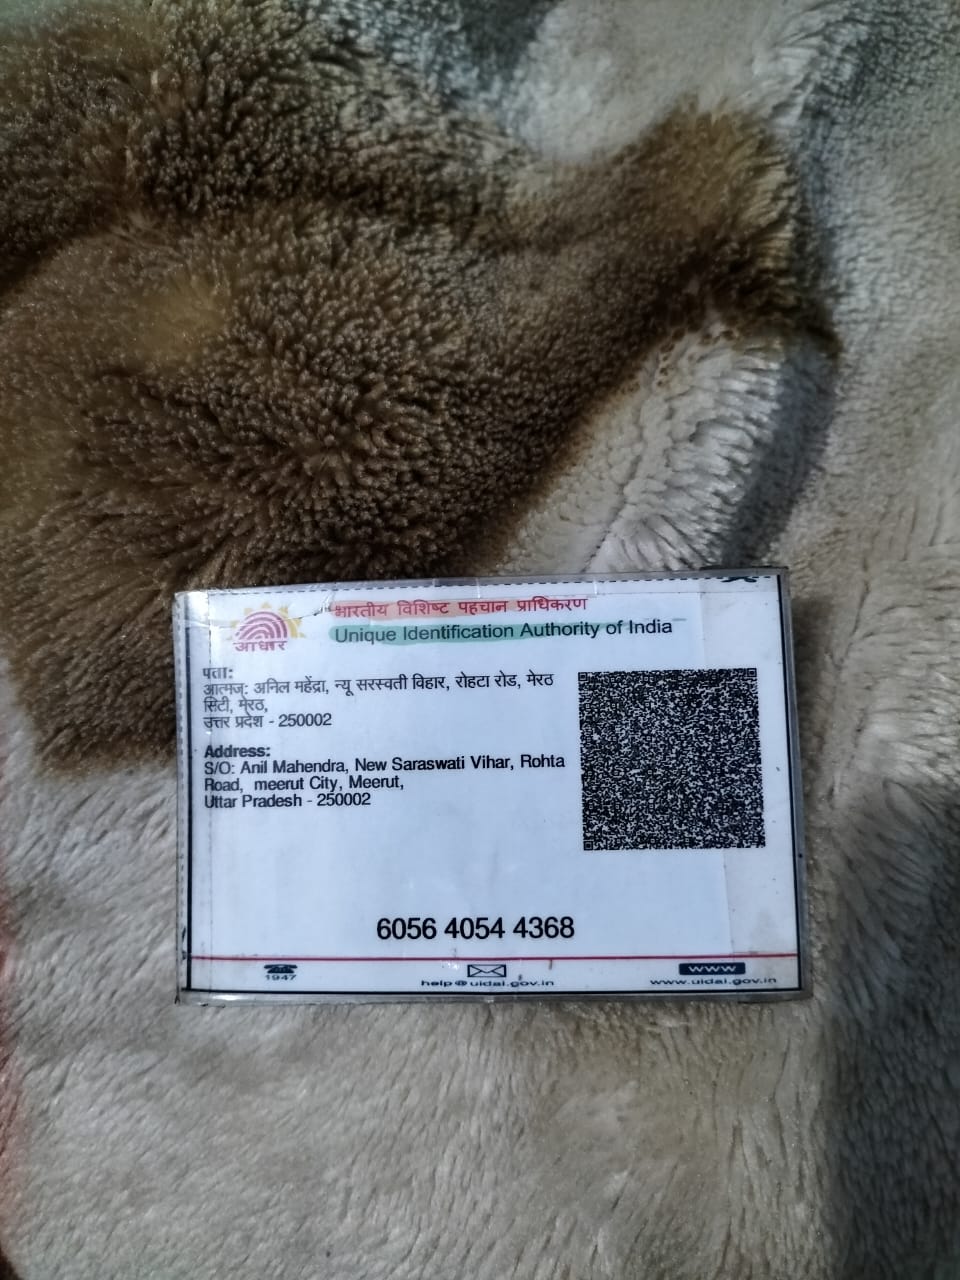 आधार
भारतीय विशिष्ट पहचान प्राधिकरण
Unique Identification Authority of India
पता:
आत्मज: अनिल महेंद्रा, न्यू सरस्वती विहार, रोहटा रोड, मेरठ
सिटी, मेरठ,
उत्तर प्रदेश - 250002
Address:
S/O: Anil Mahendra, New Saraswati Vihar, Rohta
Road, meerut City, Meerut,
Uttar Pradesh - 250002
6056 4054 4368
1947
help@uidai.gov.in
WWW
www.uidai.gov.in